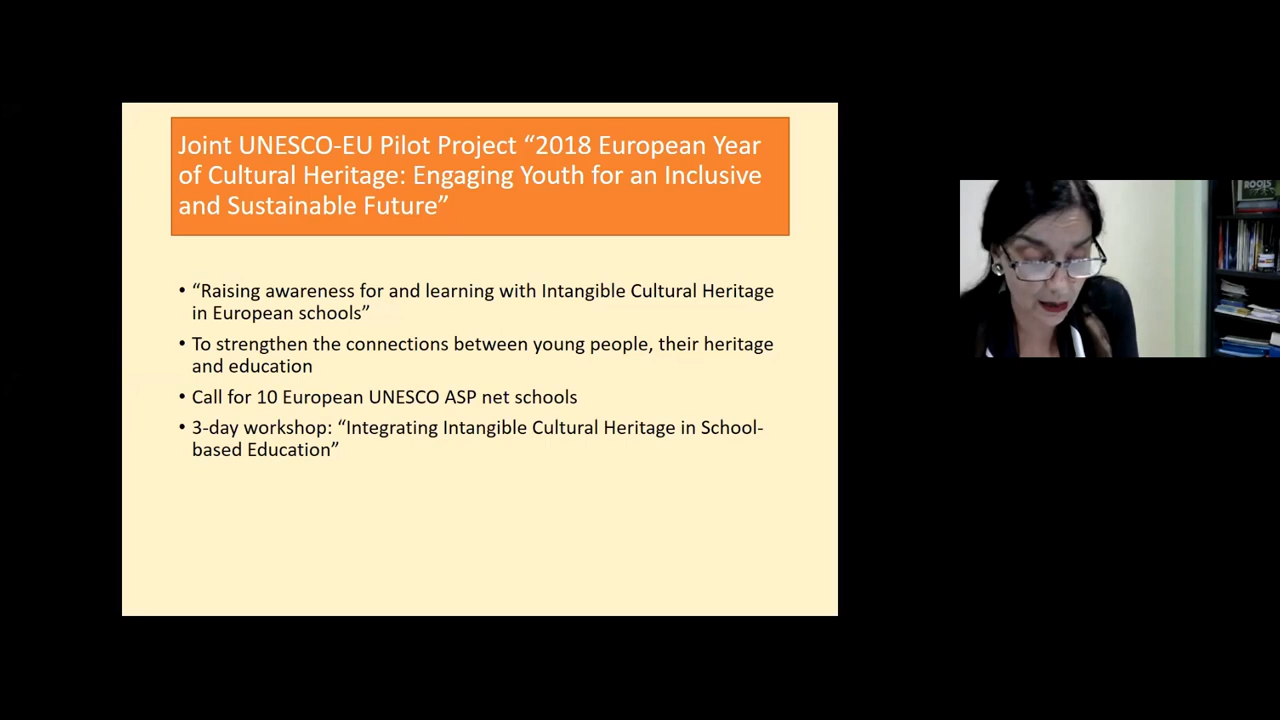 Joint UNESCO-EU Pilot Project “2018 European Year
of Cultural Heritage: Engaging Youth for an Inclusive
and Sustainable Future”
• “Raising awareness for and learning with Intangible Cultural Heritage
in European schools”
• To strengthen the connections between young people, their heritage
and education
• Call for 10 European UNESCO ASP net schools
• 3-day workshop: “Integrating Intangible Cultural Heritage in School-
based Education”
ROOTS